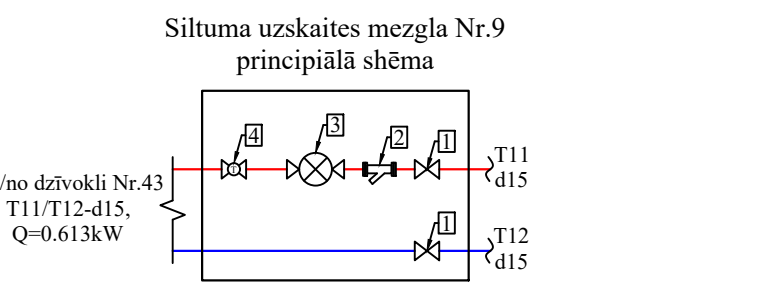 Siltuma uzskaites mezgla Nr.9
principiālā shēma
4
3
2
1
T11
d15
/no dzīvokli Nr.43
T11/T12-d15,
Q=0.613kW
1
T12
d15
T